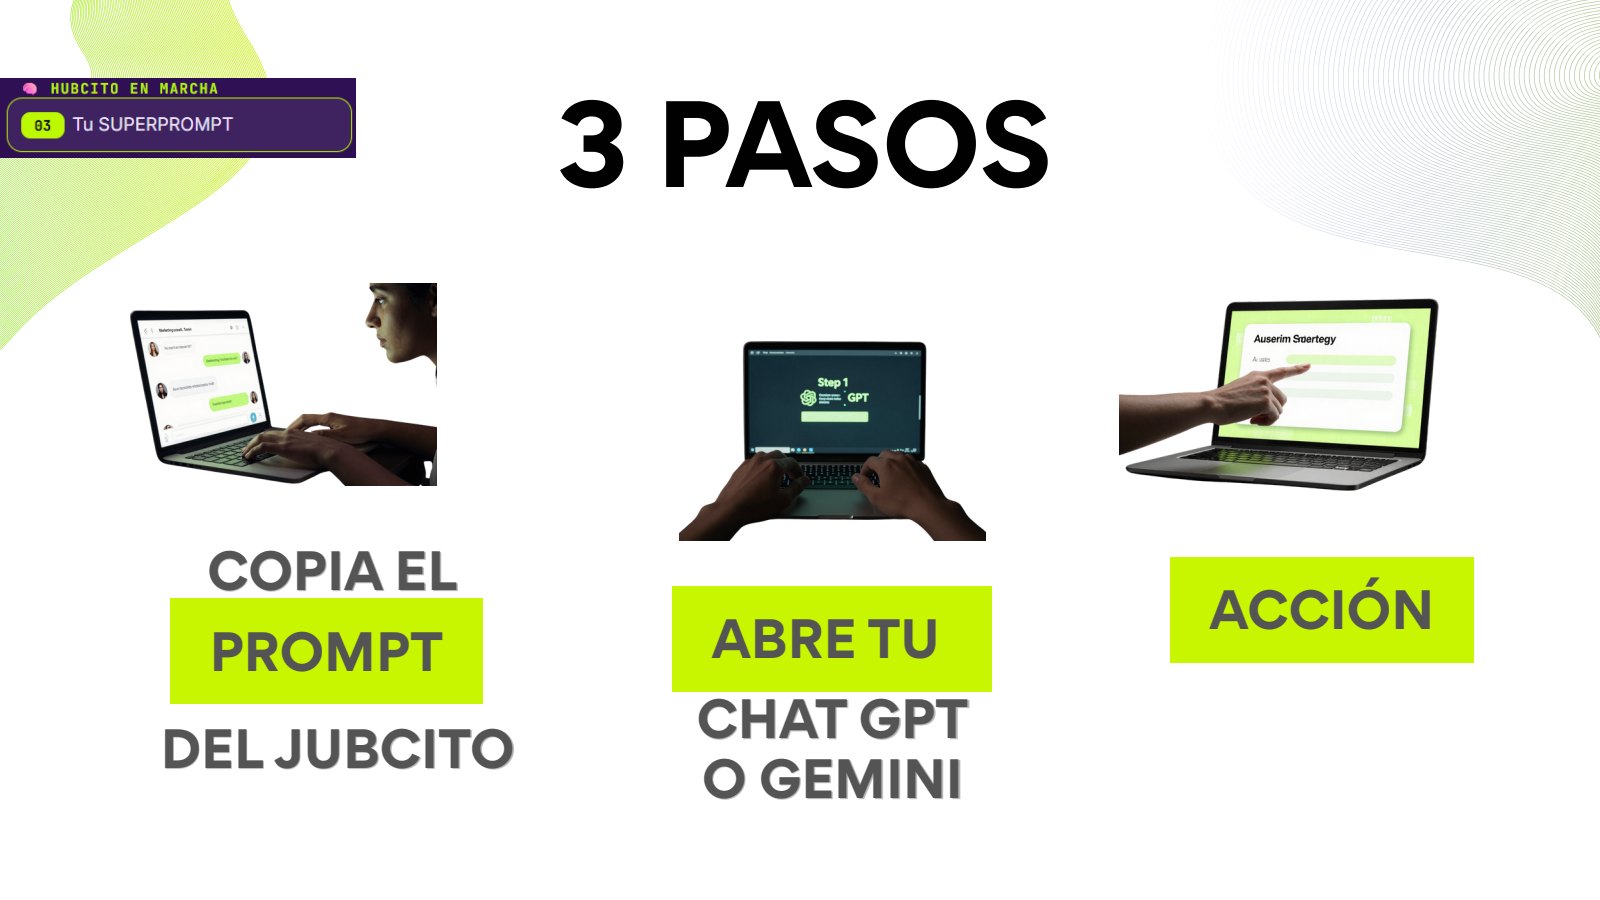 HUBCITO EN MARCHA
03 Tu SUPERPROMPT
3 PASOS
Step 1
GPT
Auserim Snertegy
COPIA EL
PROMPT
DEL JUBCITO
ABRE TU
CHAT GPT
O GEMINI
ACCIÓN